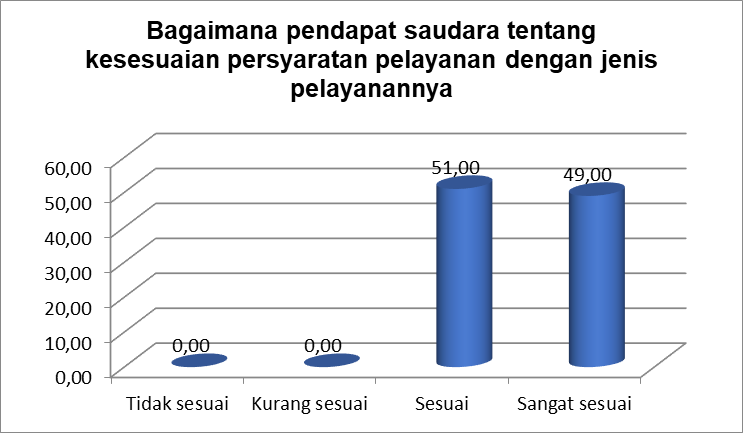 Bagaimana pendapat saudara tentang
kesesuaian persyaratan pelayanan dengan jenis
pelayanannya
60,00
50,00
40,00
30,00
20,00
10,00
0,00
0,00
0,00
51,00
49,00
Tidak sesuai
Kurang sesuai
Sesuai
Sangat sesuai